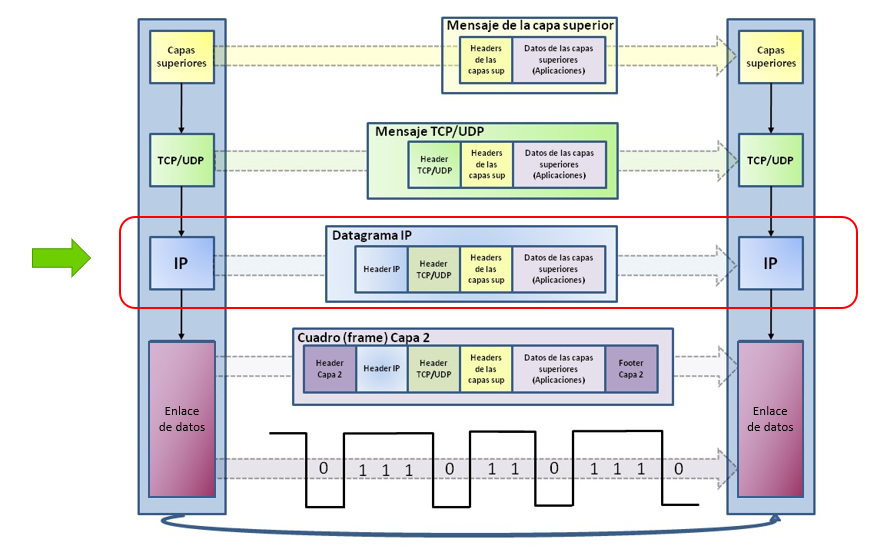 Mensaje de la capa superior
Capas
superiores
Headers
de las
capas sup
Datos de las capas
superiores
(Aplicaciones)
Capas
superiores
Mensaje TCP/UDP
TCP/UDP
Header
TCP/UDP
Headers
de las
capas sup
Datos de las capas
superiores
(Aplicaciones)
TCP/UDP
Datagrama IP
IP
Header IP
Header
TCP/UDP
Headers
de las
capas sup
Datos de las capas
superiores
(Aplicaciones)
IP
Cuadro (frame) Capa 2
Header
Capa 2
Header IP
Header
TCP/UDP
Headers
de las
capas sup
Datos de las capas
superiores
(Aplicaciones)
Footer
Capa 2
Enlace
de datos
Enlace
de datos
0 1 1 1 0 1 1 0 1 1 1 0